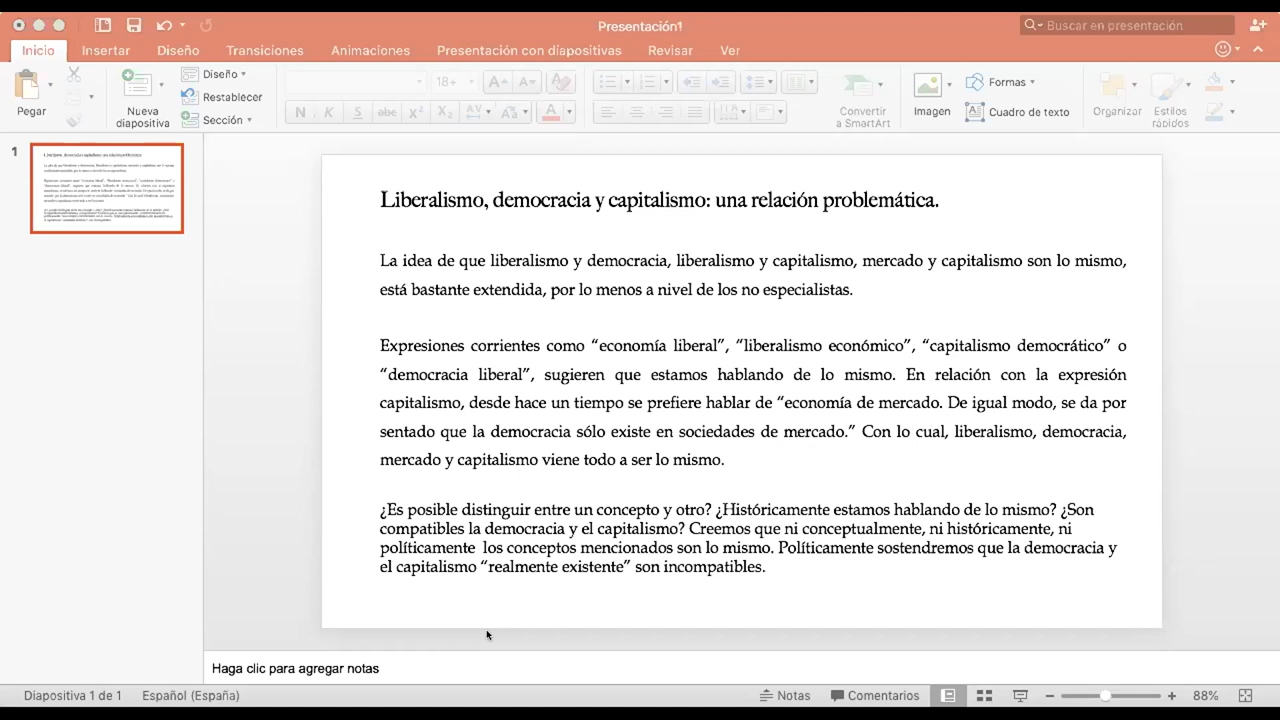 Presentación1
Buscar en presentación
Inicio Insertar Diseño Transiciones Animaciones Presentación con diapositivas Revisar Ver
Pegar
Nueva diapositiva
Diseño
Restablecer
Sección
18
N K S abc X² X₂ AV Aa A
Convertir a SmartArt
Imagen
Formas
Cuadro de texto
Organizar
Estilos rápidos
1
Liberalismo, democracia y capitalismo: una relación problemática.
La idea de que liberalismo y democracia, liberalismo y capitalismo, mercado y capitalismo son lo mismo,
está bastante extendida, por lo menos a nivel de los no especialistas.
Expresiones corrientes como “economía liberal”, “liberalismo económico”, “capitalismo democrático” o
“democracia liberal”, sugieren que estamos hablando de lo mismo. En relación con la expresión
capitalismo, desde hace un tiempo se prefiere hablar de “economía de mercado. De igual modo, se da por
sentado que la democracia sólo existe en sociedades de mercado.” Con lo cual, liberalismo, democracia,
mercado y capitalismo viene todo a ser lo mismo.
¿Es posible distinguir entre un concepto y otro? ¿Históricamente estamos hablando de lo mismo? ¿Son
compatibles la democracia y el capitalismo? Creemos que ni conceptualmente, ni históricamente, ni
políticamente los conceptos mencionados son lo mismo. Políticamente sostendremos que la democracia y
el capitalismo “realmente existente” son incompatibles.
Haga clic para agregar notas
Diapositiva 1 de 1 Español (España) Notas Comentarios 88%